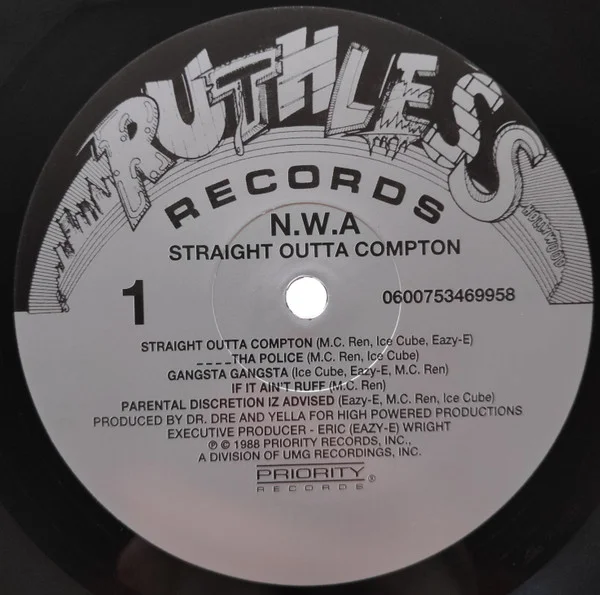 RUTHLESS
RECORDS
N.W.A
STRAIGHT OUTTA COMPTON
1
0600753469958
STRAIGHT OUTTA COMPTON (M.C. Ren, Ice Cube, Eazy-E)
_ _ _ _THA POLICE (M.C. Ren, Ice Cube)
GANGSTA GANGSTA (Ice Cube, Eazy-E, M.C. Ren)
IF IT AIN'T RUFF (M.C. Ren)
PARENTAL DISCRETION IZ ADVISED (Eazy-E, M.C. Ren, Ice Cube)
PRODUCED BY DR. DRE AND YELLA FOR HIGH POWERED PRODUCTIONS
EXECUTIVE PRODUCER - ERIC (EAZY-E) WRIGHT
℗ © 1988 PRIORITY RECORDS, INC.,
A DIVISION OF UMG RECORDINGS, INC.
PRIORITY ®
RECORDS